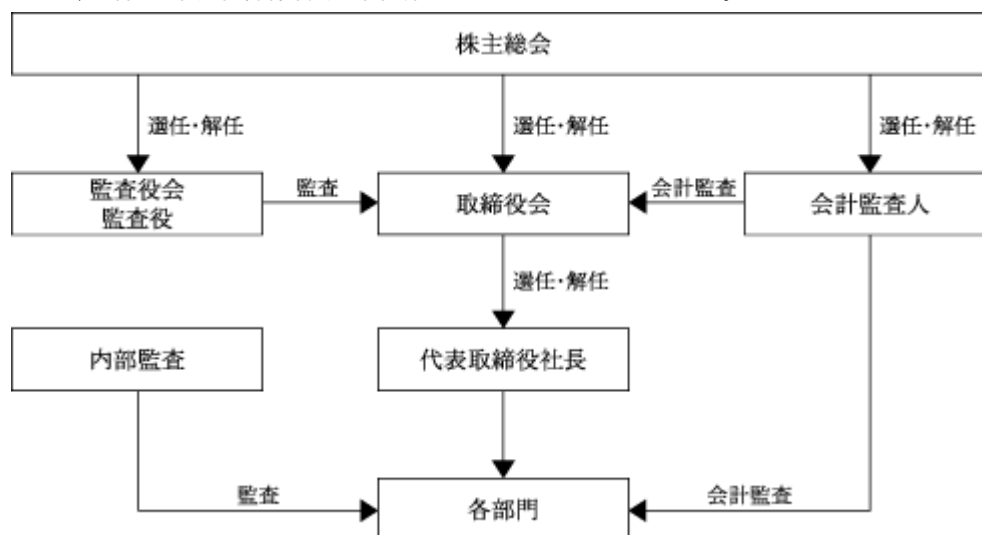 株主総会
選任・解任
選任・解任
選任・解任
監査役会
監査役
監査
取締役会
会計監査
会計監査人
選任・解任
内部監査
代表取締役社長
監査
各部門
会計監査